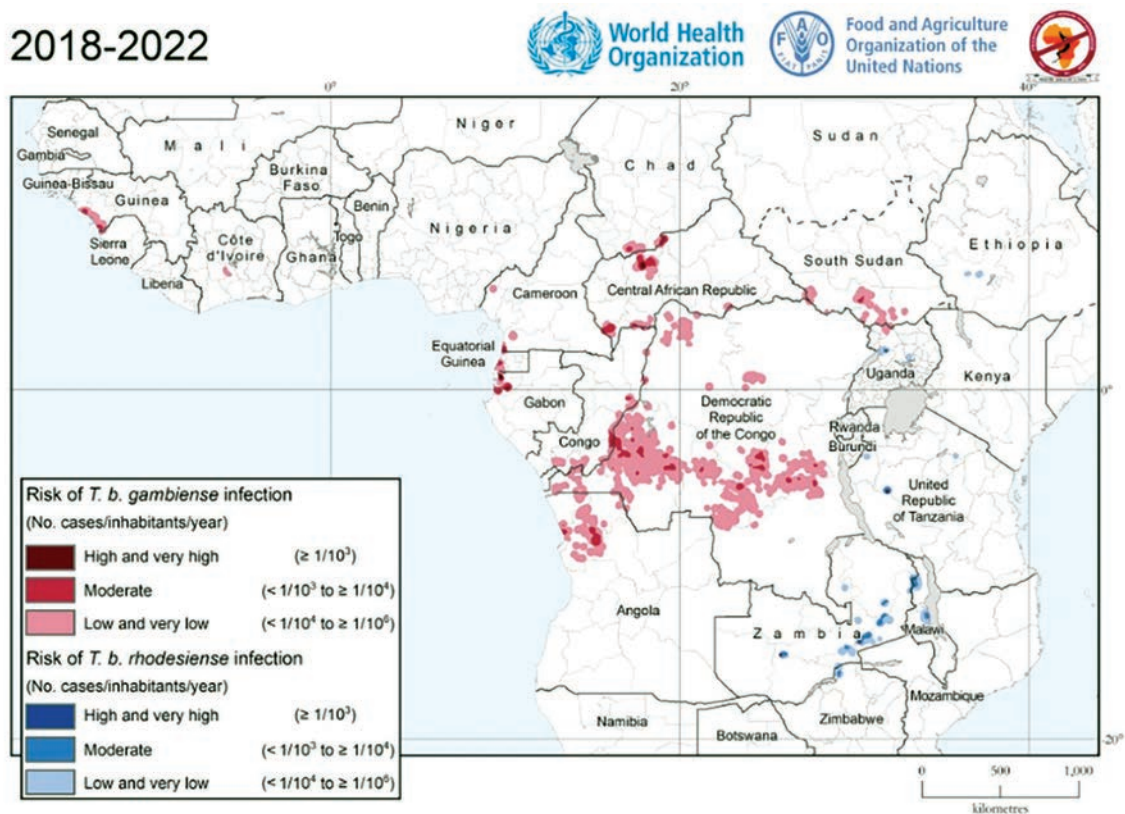 2018-2022
World Health
Organization
FAO
FIAT PANIS
Food and Agriculture
Organization of the
United Nations
0°
20°
40°
Senegal
Gambia
Guinea-Bissau
Guinea
Sierra
Leone
Liberia
Mali
Burkina
Faso
Côte
d'Ivoire
Ghana
Togo
Benin
Niger
Nigeria
Chad
Sudan
Cameroon
Central African Republic
South Sudan
Ethiopia
Equatorial
Guinea
Gabon
Congo
Democratic
Republic
of the Congo
Uganda
Kenya
0°
Rwanda
Burundi
United
Republic
of Tanzania
Angola
Zambia
Malawi
Mozambique
Namibia
Botswana
Zimbabwe
-20°
Risk of T. b. gambiense infection
(No. cases/inhabitants/year)
High and very high (≥ 1/10³)
Moderate (< 1/10³ to ≥ 1/10⁴)
Low and very low (< 1/10⁴ to ≥ 1/10⁶)
Risk of T. b. rhodesiense infection
(No. cases/inhabitants/year)
High and very high (≥ 1/10³)
Moderate (< 1/10³ to ≥ 1/10⁴)
Low and very low (< 1/10⁴ to ≥ 1/10⁶)
0 500 1,000
kilometres